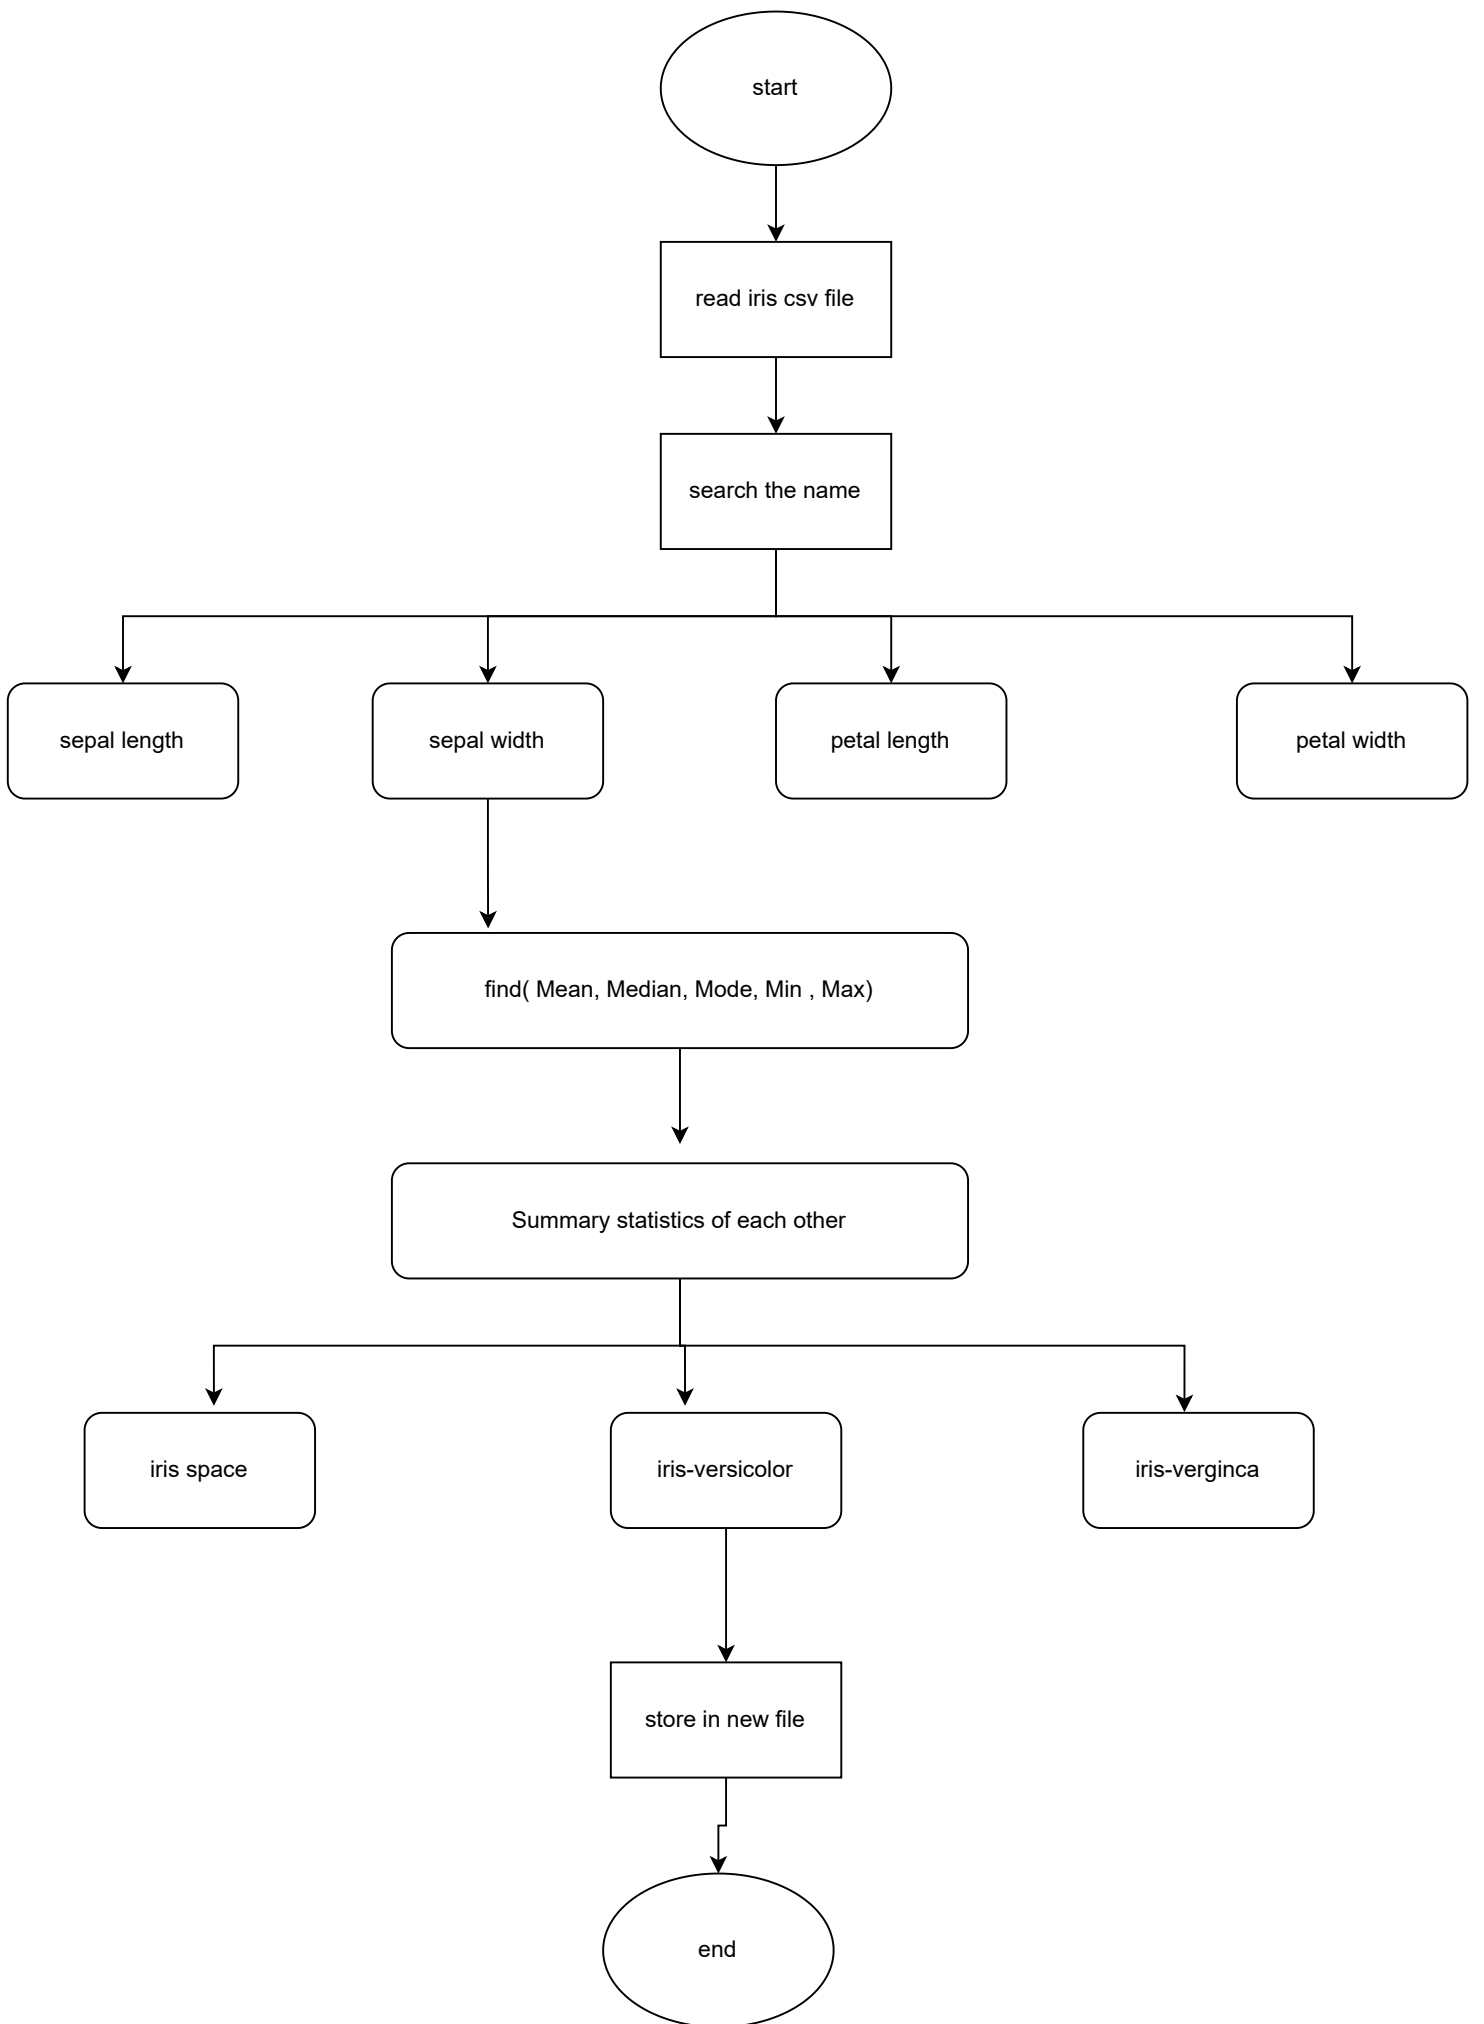 start
read iris csv file
search the name
sepal length
sepal width
petal length
petal width
find( Mean, Median, Mode, Min , Max)
Summary statistics of each other
iris space
iris-versicolor
iris-verginca
store in new file
end